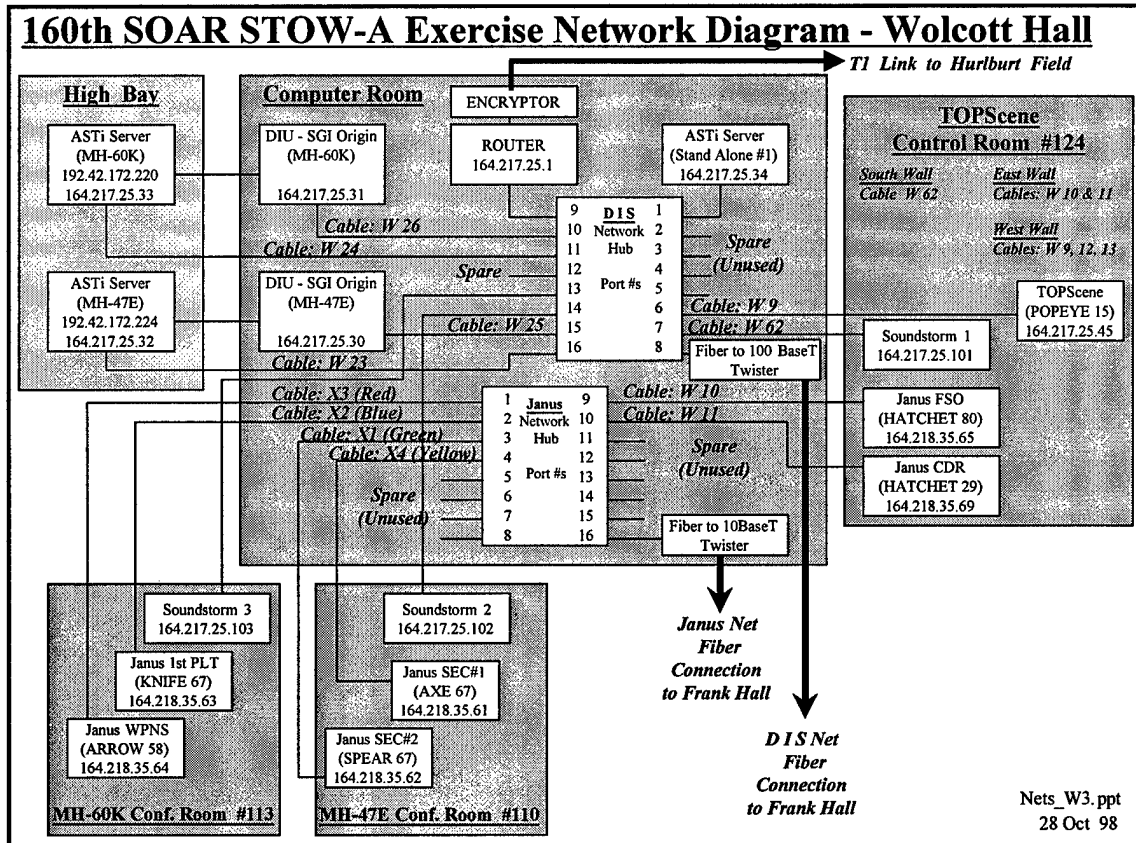 160th SOAR STOW-A Exercise Network Diagram - Wolcott Hall
T1 Link to Hurlburt Field
High Bay
ASTi Server
(MH-60K)
192.42.172.220
164.217.25.33
ASTi Server
(MH-47E)
192.42.172.224
164.217.25.32
Computer Room
DIU - SGI Origin
(MH-60K)
164.217.25.31
DIU - SGI Origin
(MH-47E)
164.217.25.30
ENCRYPTOR
ROUTER
164.217.25.1
ASTi Server
(Stand Alone #1)
164.217.25.34
Cable: W 26
Cable: W 24
Spare
Cable: W 25
Cable: W 23
9 DIS 1
10 Network 2
11 Hub 3
12 4
13 Port #s 5
14 6
15 7
16 8
Spare
(Unused)
Cable: W 9
Cable: W 62
Fiber to 100 BaseT
Twister
Cable: X3 (Red)
Cable: X2 (Blue)
Cable: X1 (Green)
Cable: X4 (Yellow)
Spare
(Unused)
1 Janus 9
2 Network 10
3 Hub 11
4 12
5 Port #s 13
6 14
7 15
8 16
Cable: W 10
Cable: W 11
Spare
(Unused)
Fiber to 10BaseT
Twister
TOPScene
Control Room #124
South Wall
Cable W 62
East Wall
Cables: W 10 & 11
West Wall
Cables: W 9, 12, 13
TOPScene
(POPEYE 15)
164.217.25.45
Soundstorm 1
164.217.25.101
Janus FSO
(HATCHET 80)
164.218.35.65
Janus CDR
(HATCHET 29)
164.218.35.69
Soundstorm 3
164.217.25.103
Janus 1st PLT
(KNIFE 67)
164.218.35.63
Janus WPNS
(ARROW 58)
164.218.35.64
MH-60K Conf. Room #113
Soundstorm 2
164.217.25.102
Janus SEC#1
(AXE 67)
164.218.35.61
Janus SEC#2
(SPEAR 67)
164.218.35.62
MH-47E Conf. Room #110
Janus Net
Fiber
Connection
to Frank Hall
D I S Net
Fiber
Connection
to Frank Hall
Nets_W3.ppt
28 Oct 98